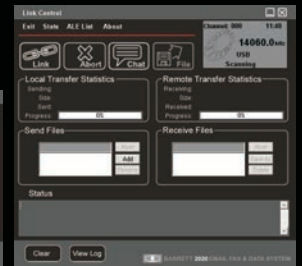 Link Control
Exit State ALE List About
Channel: 000 11:48
14060.0kHz
USB
Scanning
Link
Abort
Chat
File
Local Transfer Statistics
Sending:
Size:
Sent:
Progress: 0%
Remote Transfer Statistics
Receiving:
Size:
Received:
Progress: 0%
Send Files
Add
Receive Files
Status
Clear
View Log
BARRETT 2020 EMAIL FAX & DATA SYSTEM